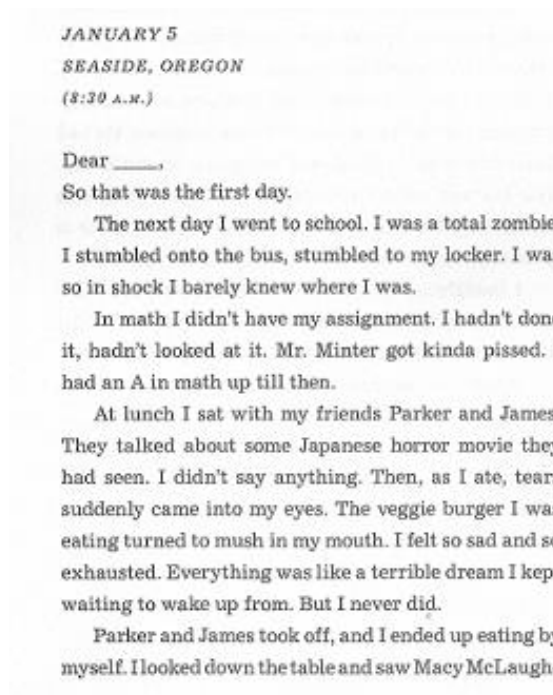 JANUARY 5
SEASIDE, OREGON
(8:30 A.M.)
Dear ____,
So that was the first day.
The next day I went to school. I was a total zombie
I stumbled onto the bus, stumbled to my locker. I wa
so in shock I barely knew where I was.
In math I didn't have my assignment. I hadn't don
it, hadn't looked at it. Mr. Minter got kinda pissed.
had an A in math up till then.
At lunch I sat with my friends Parker and James
They talked about some Japanese horror movie they
had seen. I didn't say anything. Then, as I ate, tear
suddenly came into my eyes. The veggie burger I wa
eating turned to mush in my mouth. I felt so sad and so
exhausted. Everything was like a terrible dream I kep
waiting to wake up from. But I never did.
Parker and James took off, and I ended up eating by
myself. I looked down the table and saw Macy McLaugh